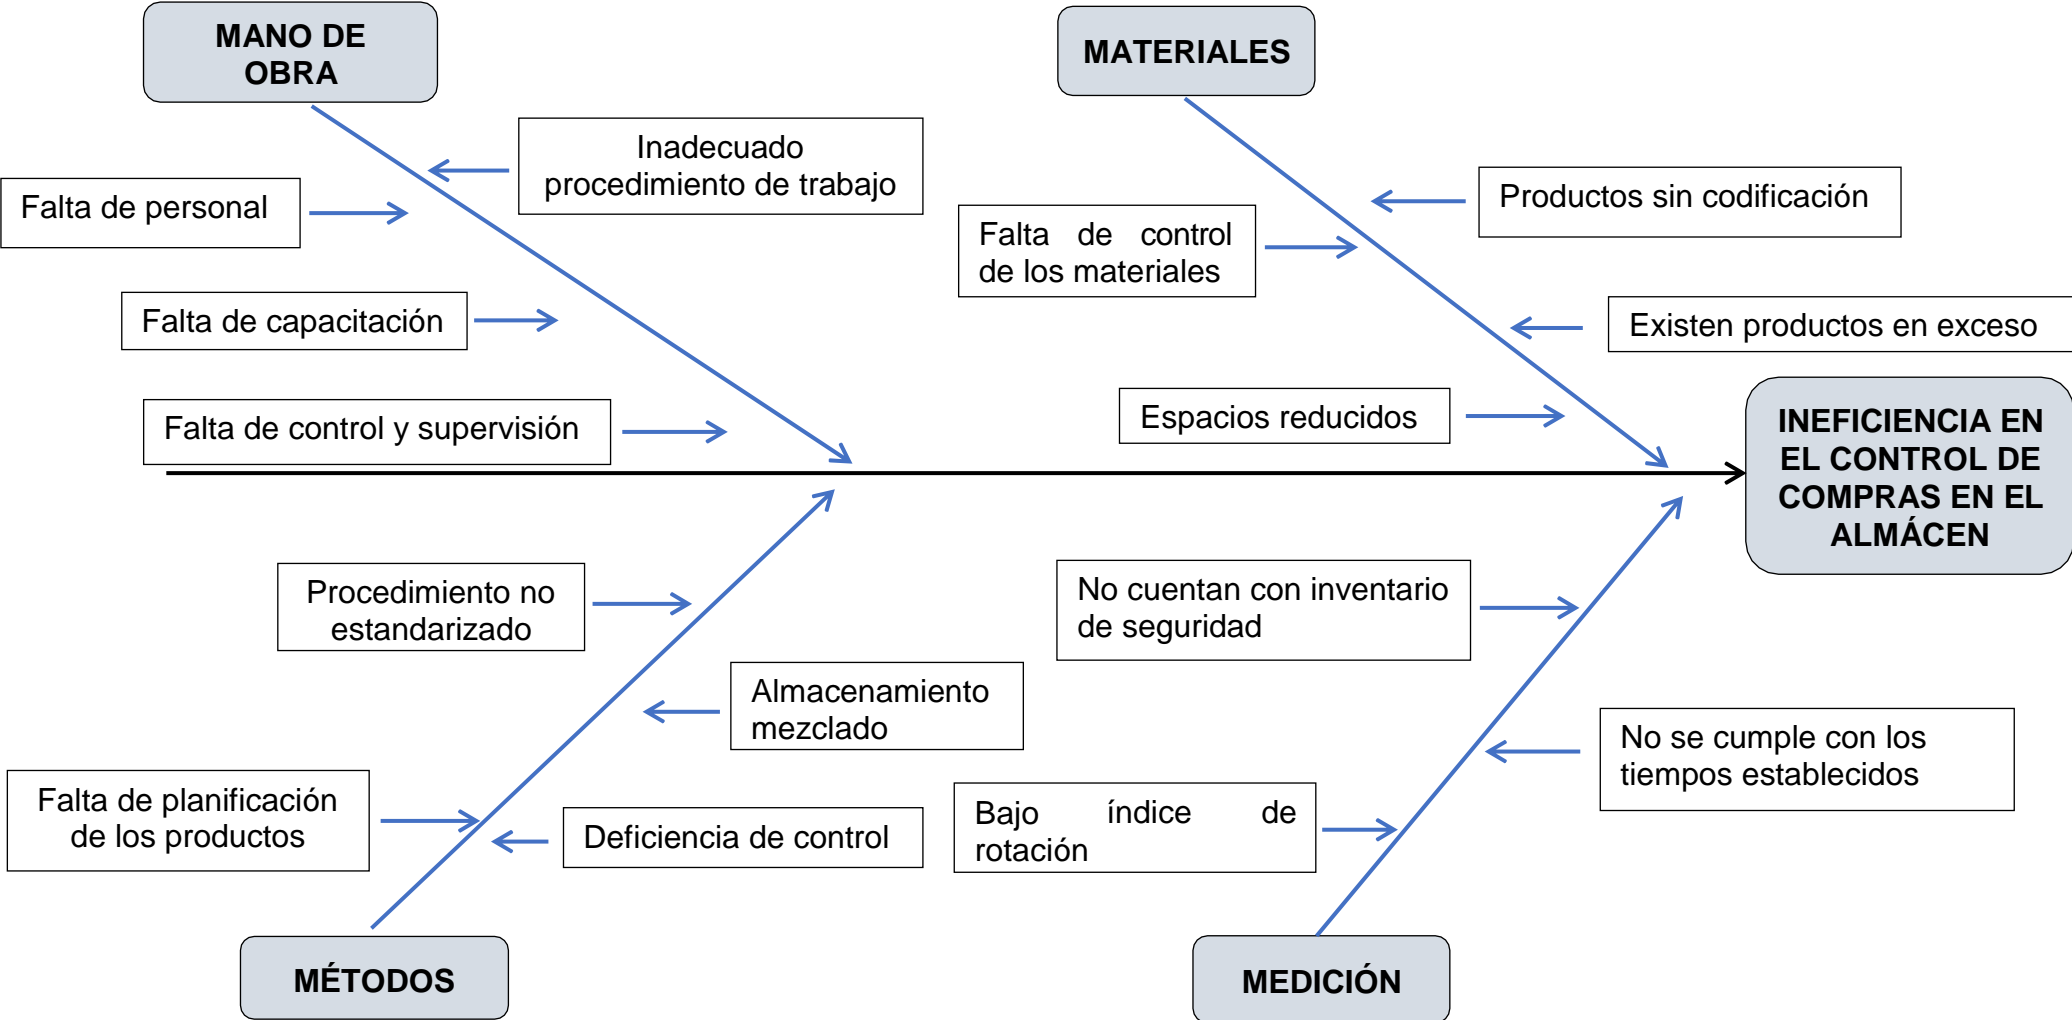 MANO DE
OBRA
MATERIALES
Inadecuado
procedimiento de trabajo
Falta de personal
Productos sin codificación
Falta de control
de los materiales
Falta de capacitación
Existen productos en exceso
Falta de control y supervisión
Espacios reducidos
INEFICIENCIA EN
EL CONTROL DE
COMPRAS EN EL
ALMÁCEN
Procedimiento no
estandarizado
No cuentan con inventario
de seguridad
Almacenamiento
mezclado
No se cumple con los
tiempos establecidos
Falta de planificación
de los productos
Deficiencia de control
Bajo índice de
rotación
MÉTODOS
MEDICIÓN